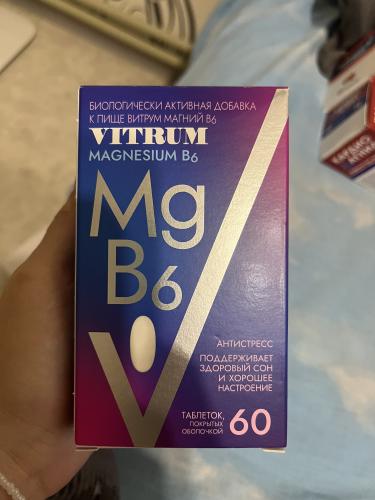 БИОЛОГИЧЕСКИ АКТИВНАЯ ДОБАВКА
К ПИЩЕ ВИТРУМ МАГНИЙ B6
VITRUM
MAGNESIUM B6
Mg
B6
АНТИСТРЕСС
ПОДДЕРЖИВАЕТ
ЗДОРОВЫЙ СОН
И ХОРОШЕЕ
НАСТРОЕНИЕ
ТАБЛЕТОК,
ПОКРЫТЫХ
ОБОЛОЧКОЙ
60